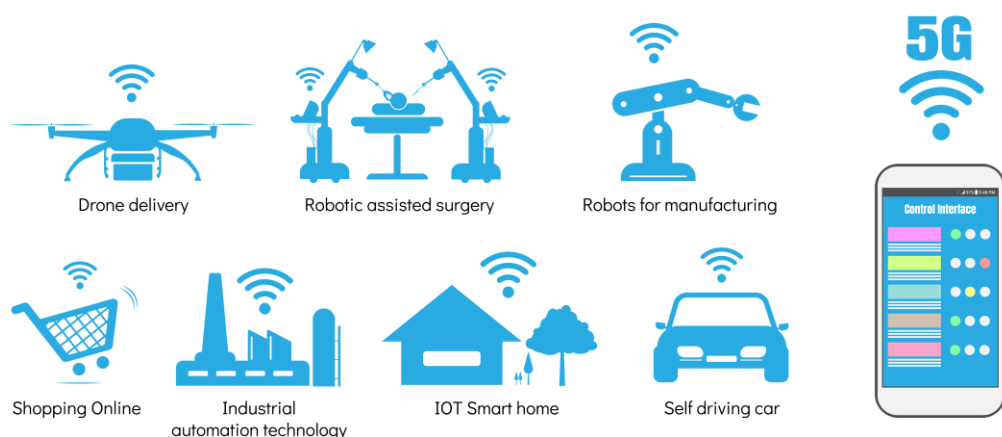 5G
Drone delivery
Robotic assisted surgery
Robots for manufacturing
Control Interface
Shopping Online
Industrial
automation technology
IOT Smart home
Self driving car